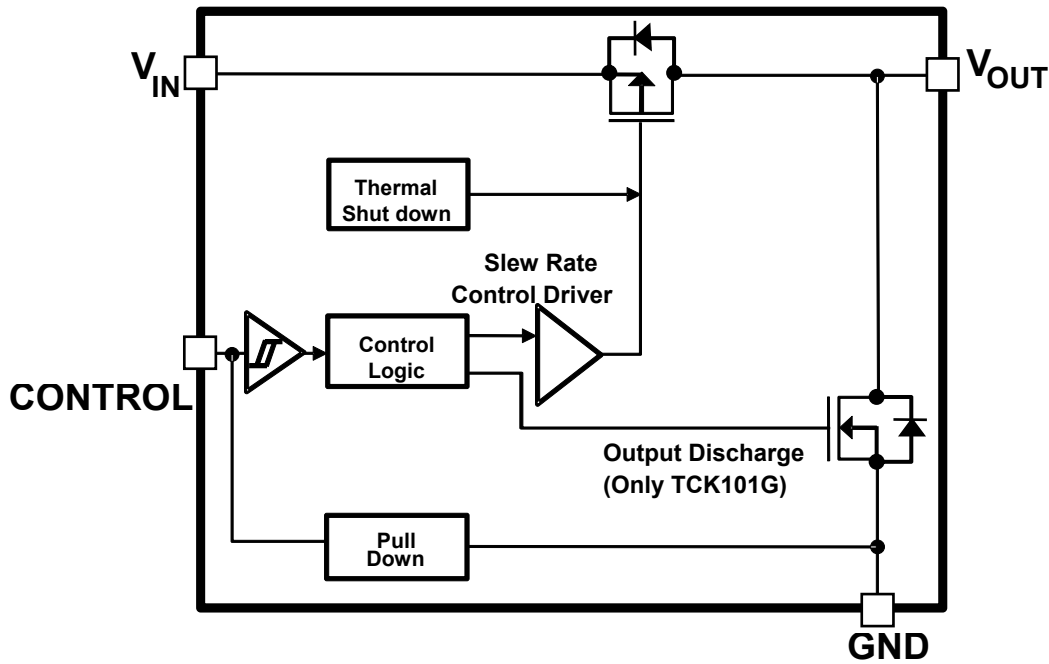 VIN
VOUT
Thermal
Shut down
Slew Rate
Control Driver
Control
Logic
CONTROL
Output Discharge
(Only TCK101G)
Pull
Down
GND